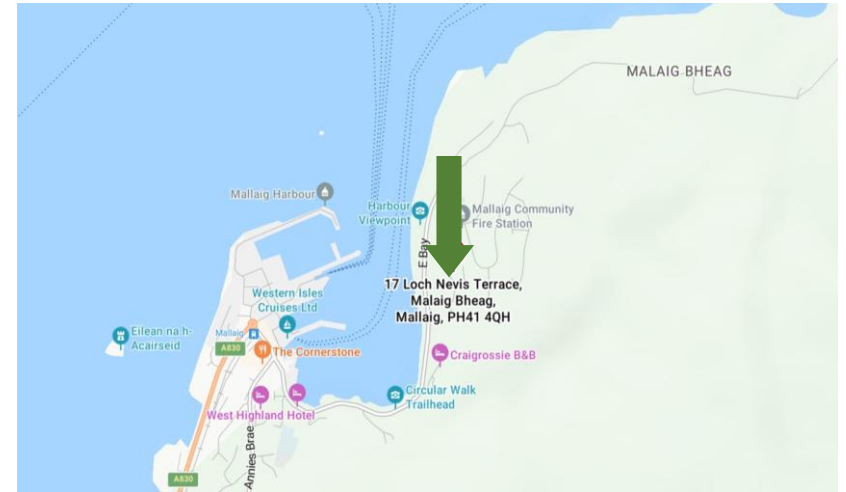 MALAIG BHEAG
Mallaig Harbour
Harbour
Viewpoint
Mallaig Community
Fire Station
E Bay
17 Loch Nevis Terrace,
Malaig Bheag,
Mallaig, PH41 4QH
Western Isles
Cruises Ltd
Eilean na h-
Acairseid
Mallaig
A830
The Cornerstone
Craigrossie B&B
Circular Walk
Trailhead
West Highland Hotel
Annies Brae
A830